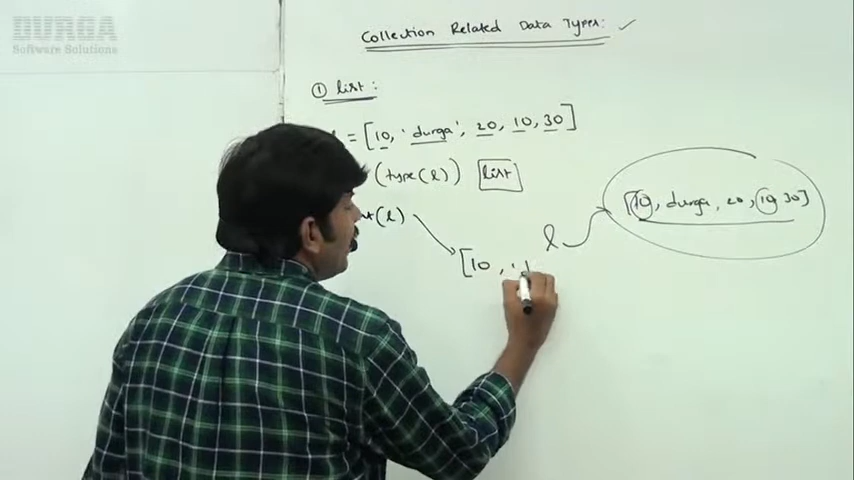 DURGA
Software Solutions
Collection Related Data Types:
① list:
= [10, 'durga', 20, 10, 30]
(type(l)) list
(l)
[10, durga, 20, 10, 30]
l
[10, '